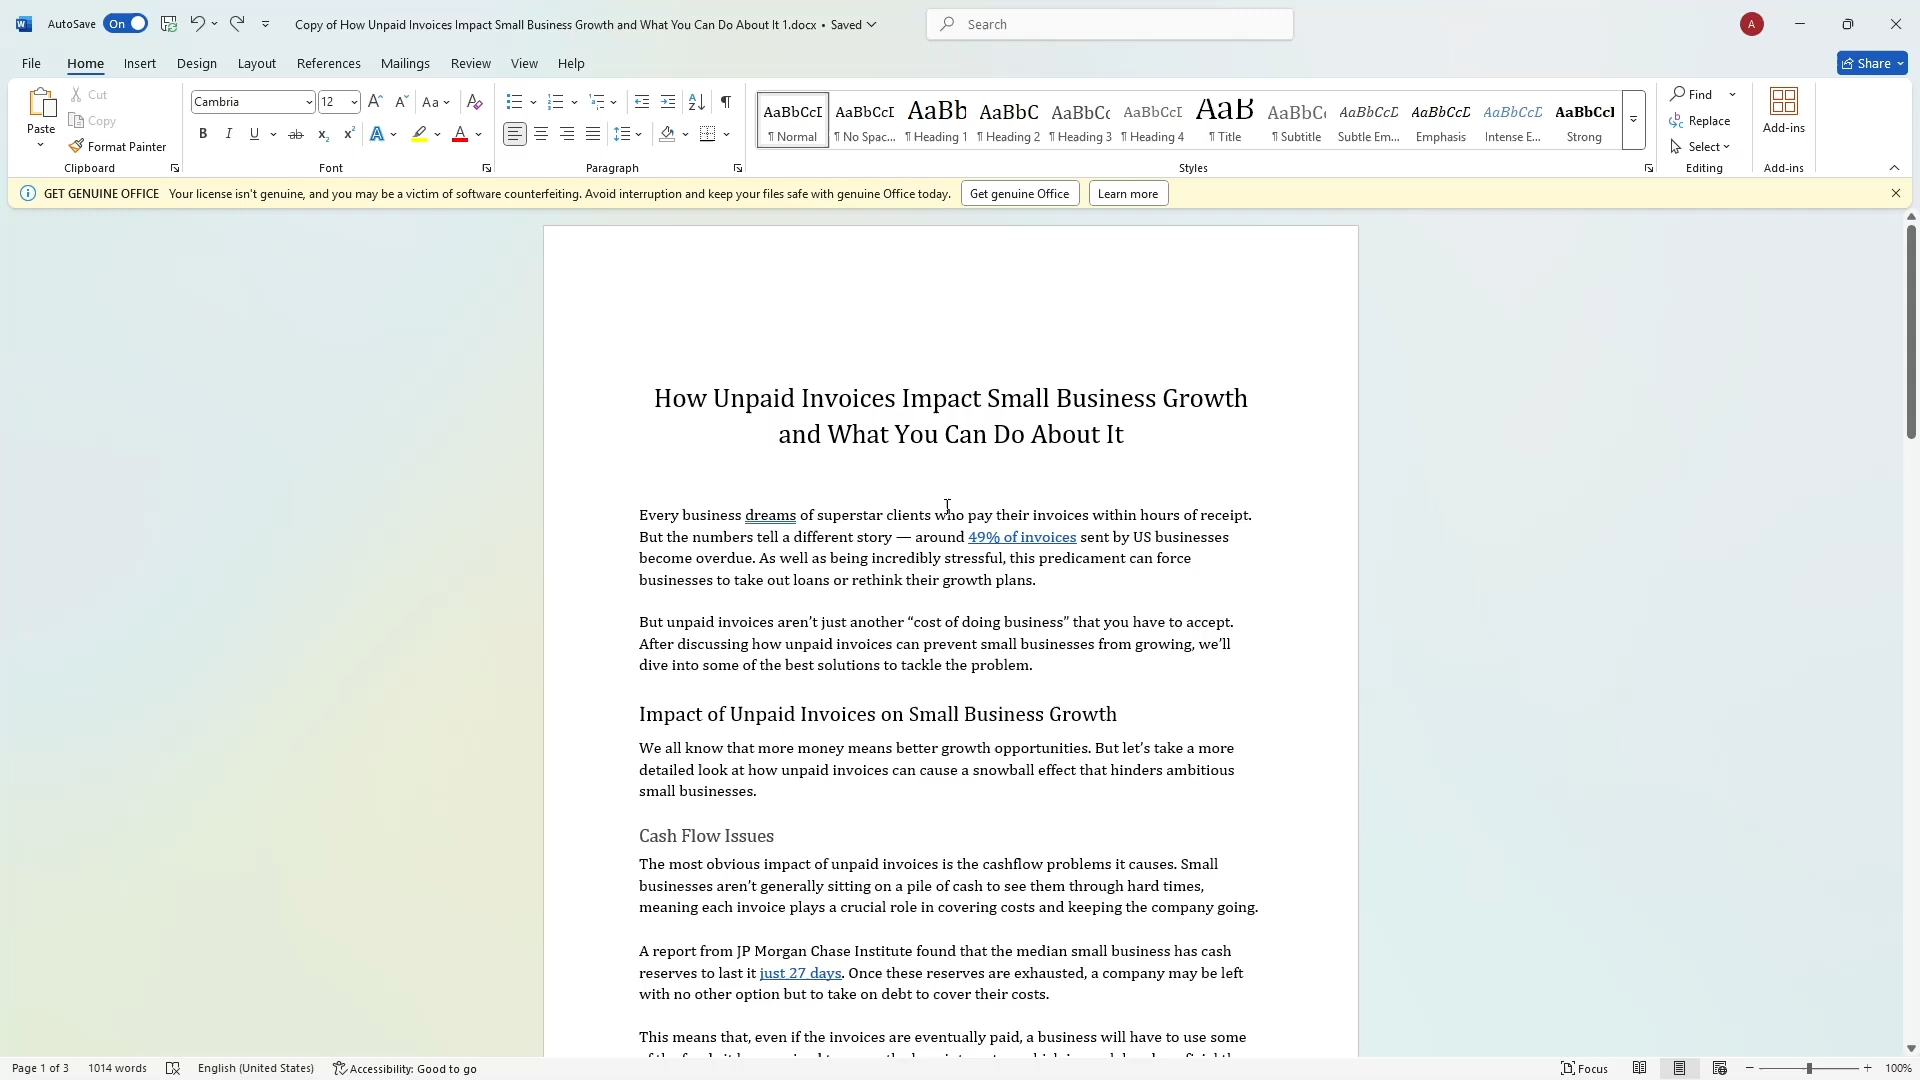 AutoSave On Copy of How Unpaid Invoices Impact Small Business Growth and What You Can Do About It 1.docx • Saved Search A
File Home Insert Design Layout References Mailings Review View Help Share
Paste
Cut
Copy
Format Painter
Clipboard
Cambria 12 Aa
B I U ab x₂ x² A A
Font
Paragraph
AaBbCcI AaBbCcI AaBb AaBbC AaBbCc AaBbCcI AaB AaBbCc AaBbCcD AaBbCcD AaBbCcD AaBbCcI
¶ Normal ¶ No Spac... ¶ Heading 1 ¶ Heading 2 ¶ Heading 3 ¶ Heading 4 ¶ Title ¶ Subtitle Subtle Em... Emphasis Intense E... Strong
Styles
Find
Replace
Select
Editing
Add-ins
Add-ins
GET GENUINE OFFICE Your license isn't genuine, and you may be a victim of software counterfeiting. Avoid interruption and keep your files safe with genuine Office today. Get genuine Office Learn more
How Unpaid Invoices Impact Small Business Growth
and What You Can Do About It
Every business dreams of superstar clients who pay their invoices within hours of receipt.
But the numbers tell a different story — around 49% of invoices sent by US businesses
become overdue. As well as being incredibly stressful, this predicament can force
businesses to take out loans or rethink their growth plans.
But unpaid invoices aren’t just another “cost of doing business” that you have to accept.
After discussing how unpaid invoices can prevent small businesses from growing, we’ll
dive into some of the best solutions to tackle the problem.
Impact of Unpaid Invoices on Small Business Growth
We all know that more money means better growth opportunities. But let’s take a more
detailed look at how unpaid invoices can cause a snowball effect that hinders ambitious
small businesses.
Cash Flow Issues
The most obvious impact of unpaid invoices is the cashflow problems it causes. Small
businesses aren’t generally sitting on a pile of cash to see them through hard times,
meaning each invoice plays a crucial role in covering costs and keeping the company going.
A report from JP Morgan Chase Institute found that the median small business has cash
reserves to last it just 27 days. Once these reserves are exhausted, a company may be left
with no other option but to take on debt to cover their costs.
This means that, even if the invoices are eventually paid, a business will have to use some
Page 1 of 3 1014 words English (United States) Accessibility: Good to go Focus 100%